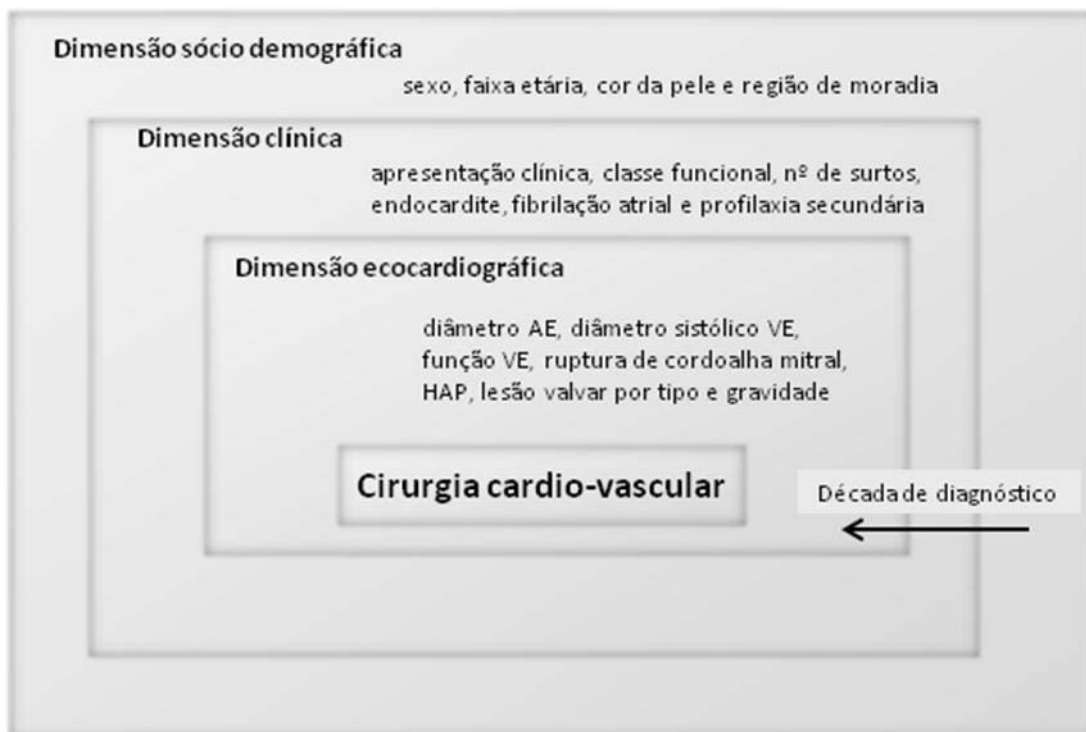 Dimensão sócio demográfica
sexo, faixa etária, cor da pele e região de moradia
Dimensão clínica
apresentação clínica, classe funcional, nº de surtos,
endocardite, fibrilação atrial e profilaxia secundária
Dimensão ecocardiográfica
diâmetro AE, diâmetro sistólico VE,
função VE, ruptura de cordoalha mitral,
HAP, lesão valvar por tipo e gravidade
Cirurgia cardio-vascular
Década de diagnóstico